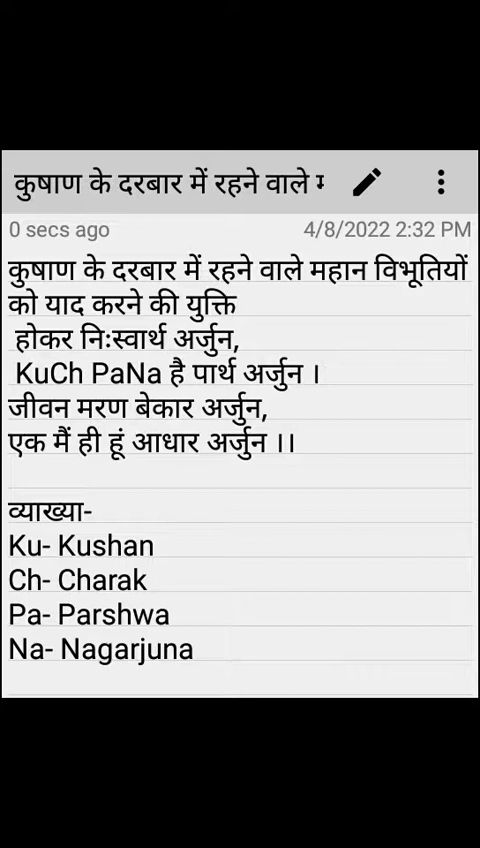 कुषाण के दरबार में रहने वाले म
0 secs ago 4/8/2022 2:32 PM
कुषाण के दरबार में रहने वाले महान विभूतियों
को याद करने की युक्ति
होकर निःस्वार्थ अर्जुन,
KuCh PaNa है पार्थ अर्जुन ।
जीवन मरण बेकार अर्जुन,
एक मैं ही हूं आधार अर्जुन ।।
व्याख्या-
Ku- Kushan
Ch- Charak
Pa- Parshwa
Na- Nagarjuna